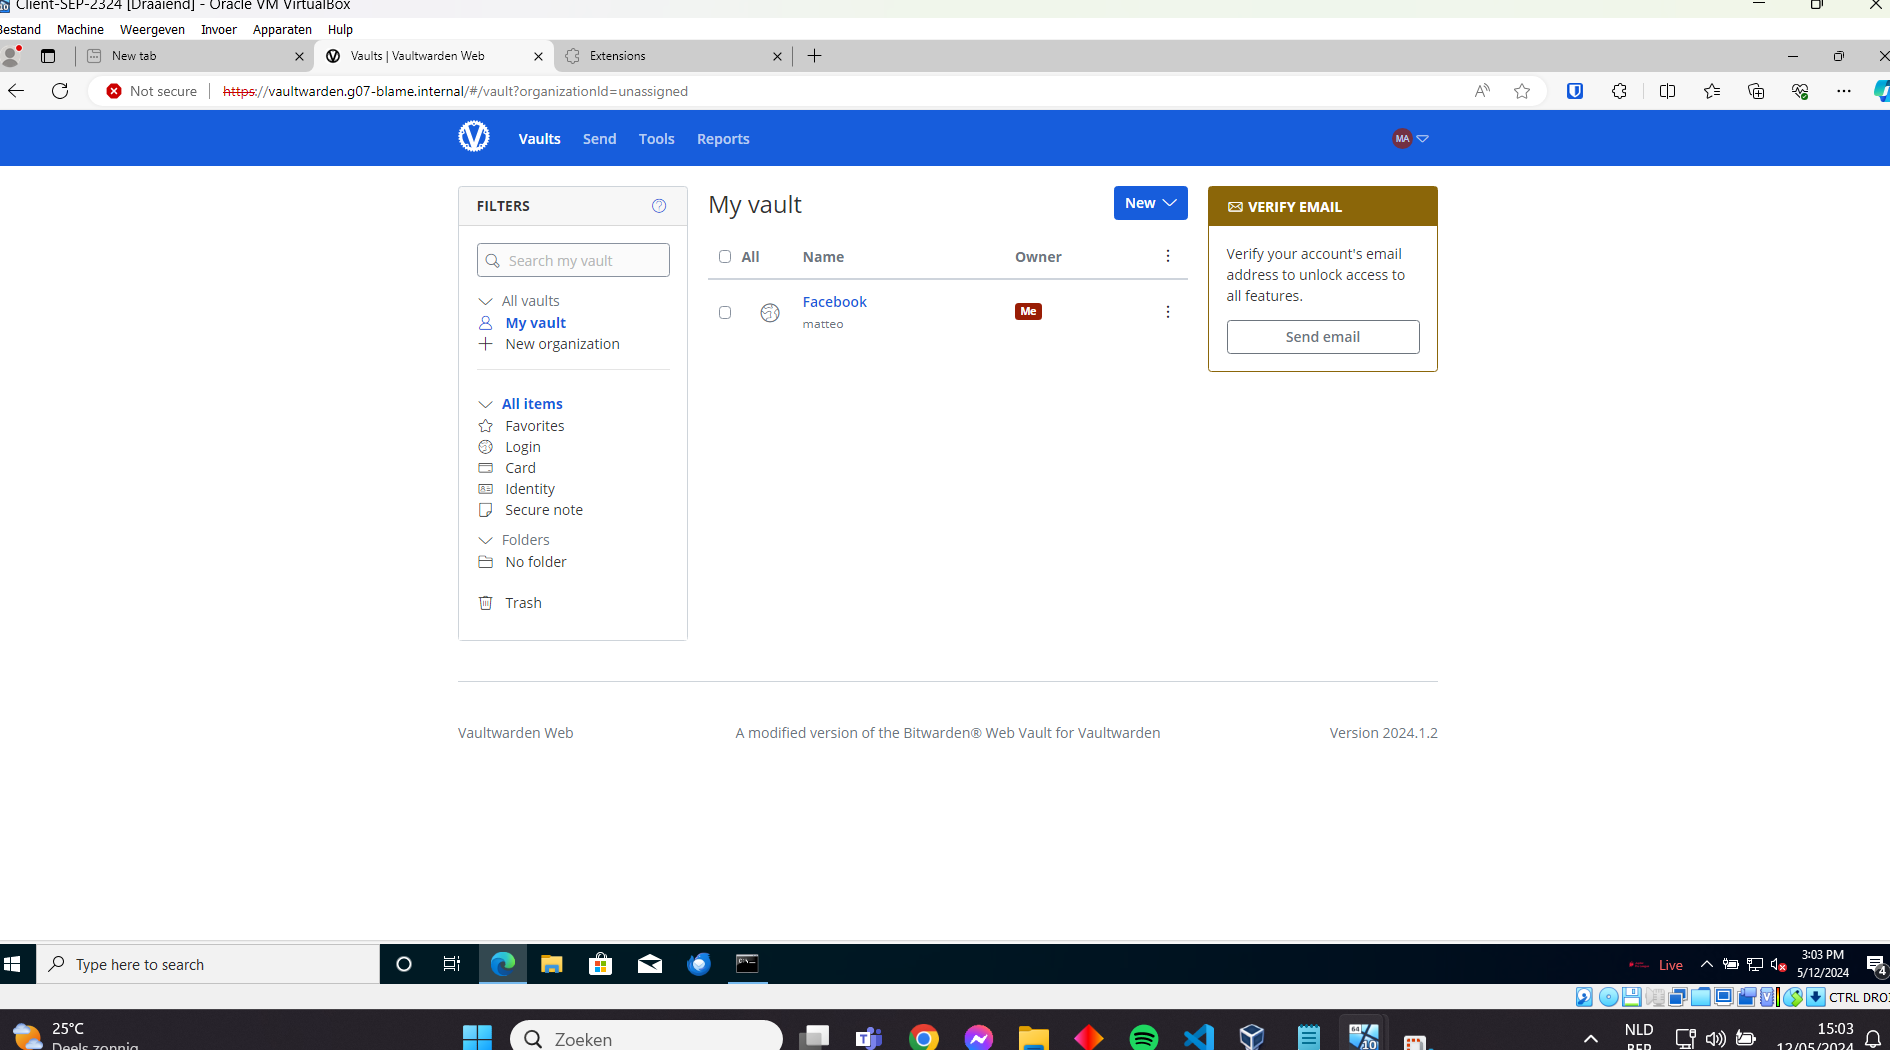 Client-SEP-2324 [Draaiend] - Oracle VM VirtualBox
Bestand Machine Weergeven Invoer Apparaten Help
New tab
Vaults | Vaultwarden Web
Extensions
Not secure https://vaultwarden.g07-blame.internal/#/vault?organizationId=unassigned
Vaults Send Tools Reports MA
FILTERS
Search my vault
All vaults
My vault
New organization
All items
Favorites
Login
Card
Identity
Secure note
Folders
No folder
Trash
My vault
New
All Name Owner
Facebook
matteo
Me
VERIFY EMAIL
Verify your account's email
address to unlock access to
all features.
Send email
Vaultwarden Web
A modified version of the Bitwarden® Web Vault for Vaultwarden
Version 2024.1.2
Type here to search
Live
3:03 PM
5/12/2024
4
CTRL DRO
25°C
Deels zonnig
Zoeken
64
10
NLD
BEP
15:03
12/05/2024